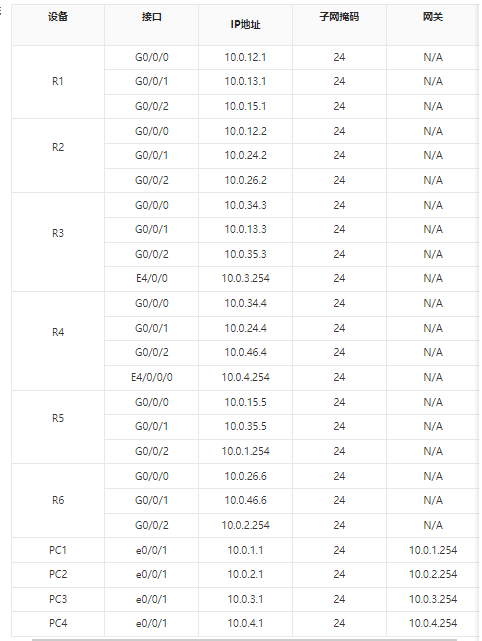 设备 接口 IP地址 子网掩码 网关
R1 G0/0/0 10.0.12.1 24 N/A
G0/0/1 10.0.13.1 24 N/A
G0/0/2 10.0.15.1 24 N/A
R2 G0/0/0 10.0.12.2 24 N/A
G0/0/1 10.0.24.2 24 N/A
G0/0/2 10.0.26.2 24 N/A
R3 G0/0/0 10.0.34.3 24 N/A
G0/0/1 10.0.13.3 24 N/A
G0/0/2 10.0.35.3 24 N/A
E4/0/0 10.0.3.254 24 N/A
R4 G0/0/0 10.0.34.4 24 N/A
G0/0/1 10.0.24.4 24 N/A
G0/0/2 10.0.46.4 24 N/A
E4/0/0/0 10.0.4.254 24 N/A
R5 G0/0/0 10.0.15.5 24 N/A
G0/0/1 10.0.35.5 24 N/A
G0/0/2 10.0.1.254 24 N/A
R6 G0/0/0 10.0.26.6 24 N/A
G0/0/1 10.0.46.6 24 N/A
G0/0/2 10.0.2.254 24 N/A
PC1 e0/0/1 10.0.1.1 24 10.0.1.254
PC2 e0/0/1 10.0.2.1 24 10.0.2.254
PC3 e0/0/1 10.0.3.1 24 10.0.3.254
PC4 e0/0/1 10.0.4.1 24 10.0.4.254